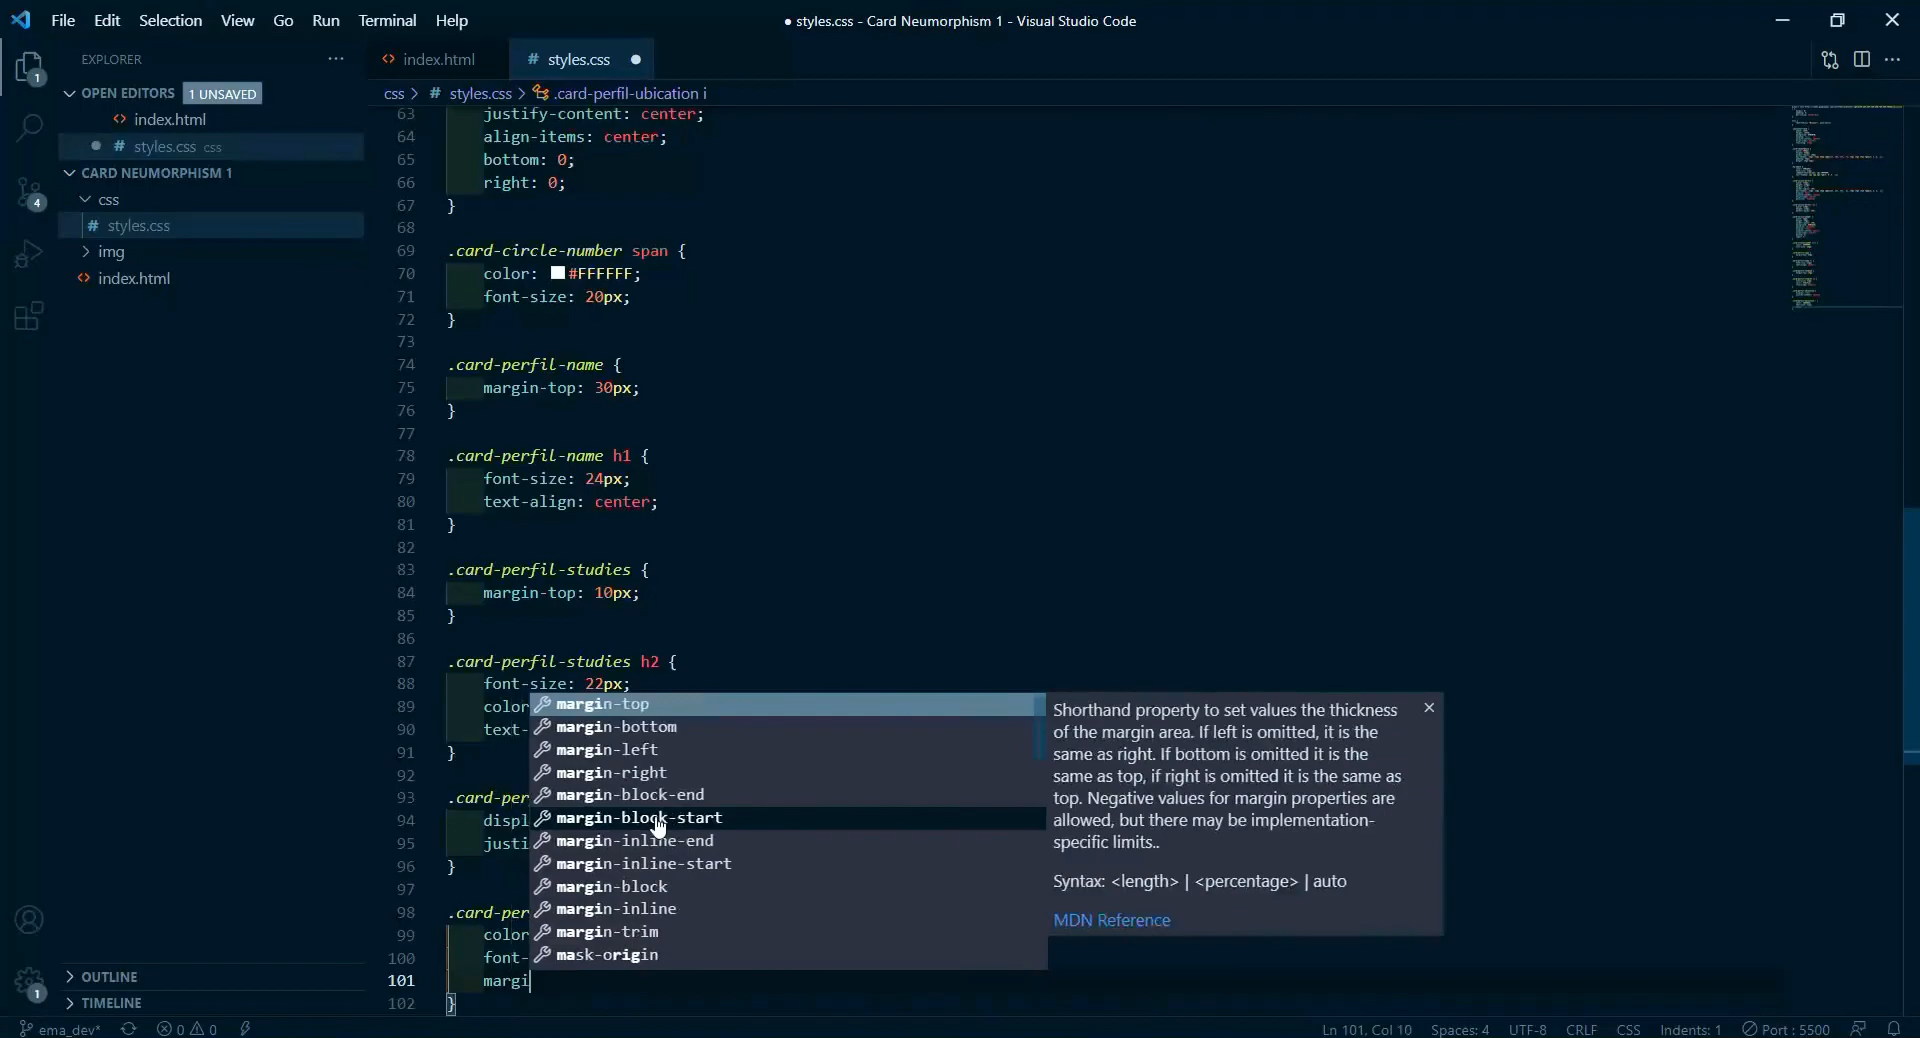 File Edit Selection View Go Run Terminal Help
● styles.css - Card Neumorphism 1 - Visual Studio Code
EXPLORER
index.html
# styles.css
OPEN EDITORS 1 UNSAVED
index.html
# styles.css css
CARD NEUMORPHISM 1
css
# styles.css
img
index.html
1
4
1
css > # styles.css > .card-perfil-ubication i
63 justify-content: center;
64 align-items: center;
65 bottom: 0;
66 right: 0;
67 }
68
69 .card-circle-number span {
70 color: #FFFFFF;
71 font-size: 20px;
72 }
73
74 .card-perfil-name {
75 margin-top: 30px;
76 }
77
78 .card-perfil-name h1 {
79 font-size: 24px;
80 text-align: center;
81 }
82
83 .card-perfil-studies {
84 margin-top: 10px;
85 }
86
87 .card-perfil-studies h2 {
88 font-size: 22px;
89 color
90 text-
91 }
92
93 .card-per
94 displ
95 justi
96 }
97
98 .card-per
99 color
100 font-
101 margi
102 }
margin-top
margin-bottom
margin-left
margin-right
margin-block-end
margin-block-start
margin-inline-end
margin-inline-start
margin-block
margin-inline
margin-trim
mask-origin
Shorthand property to set values the thickness
of the margin area. If left is omitted, it is the
same as right. If bottom is omitted it is the
same as top, if right is omitted it is the same as
top. Negative values for margin properties are
allowed, but there may be implementation-
specific limits..
Syntax: <length> | <percentage> | auto
MDN Reference
OUTLINE
TIMELINE
ema_dev* 0 0
Ln 101, Col 10 Spaces: 4 UTF-8 CRLF CSS Indents: 1 Port : 5500